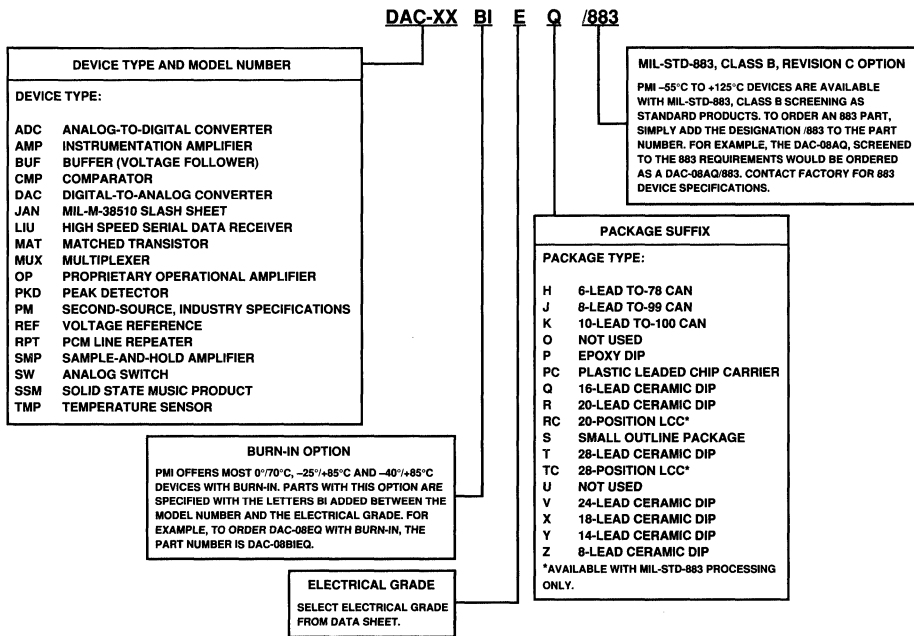 DAC-XX BI E Q /883
DEVICE TYPE AND MODEL NUMBER
DEVICE TYPE:
ADC ANALOG-TO-DIGITAL CONVERTER
AMP INSTRUMENTATION AMPLIFIER
BUF BUFFER (VOLTAGE FOLLOWER)
CMP COMPARATOR
DAC DIGITAL-TO-ANALOG CONVERTER
JAN MIL-M-38510 SLASH SHEET
LIU HIGH SPEED SERIAL DATA RECEIVER
MAT MATCHED TRANSISTOR
MUX MULTIPLEXER
OP PROPRIETARY OPERATIONAL AMPLIFIER
PKD PEAK DETECTOR
PM SECOND-SOURCE, INDUSTRY SPECIFICATIONS
REF VOLTAGE REFERENCE
RPT PCM LINE REPEATER
SMP SAMPLE-AND-HOLD AMPLIFIER
SW ANALOG SWITCH
SSM SOLID STATE MUSIC PRODUCT
TMP TEMPERATURE SENSOR
MIL-STD-883, CLASS B, REVISION C OPTION
PMI –55°C TO +125°C DEVICES ARE AVAILABLE
WITH MIL-STD-883, CLASS B SCREENING AS
STANDARD PRODUCTS. TO ORDER AN 883 PART,
SIMPLY ADD THE DESIGNATION /883 TO THE PART
NUMBER. FOR EXAMPLE, THE DAC-08AQ, SCREENED
TO THE 883 REQUIREMENTS WOULD BE ORDERED
AS A DAC-08AQ/883. CONTACT FACTORY FOR 883
DEVICE SPECIFICATIONS.
PACKAGE SUFFIX
PACKAGE TYPE:
H 6-LEAD TO-78 CAN
J 8-LEAD TO-99 CAN
K 10-LEAD TO-100 CAN
O NOT USED
P EPOXY DIP
PC PLASTIC LEADED CHIP CARRIER
Q 16-LEAD CERAMIC DIP
R 20-LEAD CERAMIC DIP
RC 20-POSITION LCC*
S SMALL OUTLINE PACKAGE
T 28-LEAD CERAMIC DIP
TC 28-POSITION LCC*
U NOT USED
V 24-LEAD CERAMIC DIP
X 18-LEAD CERAMIC DIP
Y 14-LEAD CERAMIC DIP
Z 8-LEAD CERAMIC DIP
*AVAILABLE WITH MIL-STD-883 PROCESSING
ONLY.
BURN-IN OPTION
PMI OFFERS MOST 0°/70°C, –25°/+85°C AND –40°/+85°C
DEVICES WITH BURN-IN. PARTS WITH THIS OPTION ARE
SPECIFIED WITH THE LETTERS BI ADDED BETWEEN THE
MODEL NUMBER AND THE ELECTRICAL GRADE. FOR
EXAMPLE, TO ORDER DAC-08EQ WITH BURN-IN, THE
PART NUMBER IS DAC-08BIEQ.
ELECTRICAL GRADE
SELECT ELECTRICAL GRADE
FROM DATA SHEET.